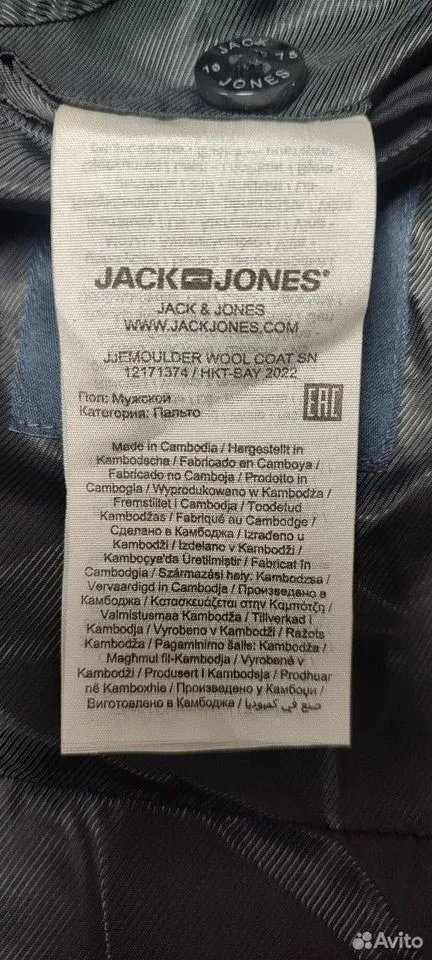 JACK
19 75
JONES
JACK JONES®
JACK & JONES
WWW.JACKJONES.COM
JJEMOULDER WOOL COAT SN
12171374 / HKT-BAY 2022
Пол: Мужской
Категория: Пальто
EAC
Made in Cambodia / Hergestellt in
Kambodscha / Fabricado en Camboya /
Fabricado no Camboja / Prodotto in
Cambogia / Wyprodukowano w Kambodża /
Fremstillet i Cambodja / Toodetud
Kambodžas / Fabriqué au Cambodge /
Сделано в Камбоджа / Izrađeno u
Kambodži / Izdelano v Kambodži /
Kamboçya'da Üretilmiştir / Fabricat în
Cambodgia / Származási hely: Kambodzsa /
Vervaardigd in Cambodja / Произведено в
Камбоджа / Κατασκευάζεται στην Καμπότζη /
Valmistusmaa Kambodža / Tillverkad i
Kambodja / Vyrobeno v Kambodži / Ražots
Kambodža / Pagaminimo šalis: Kambodža /
Magħmul fil-Kambodja / Vyrobené v
Kambodži / Proizvedeno u Kambodža / Prodhuar
në Kamboxhie / Произведено у Камбоџи /
Виготовлено в Камбоджа / صنع في كمبوديا
Avito